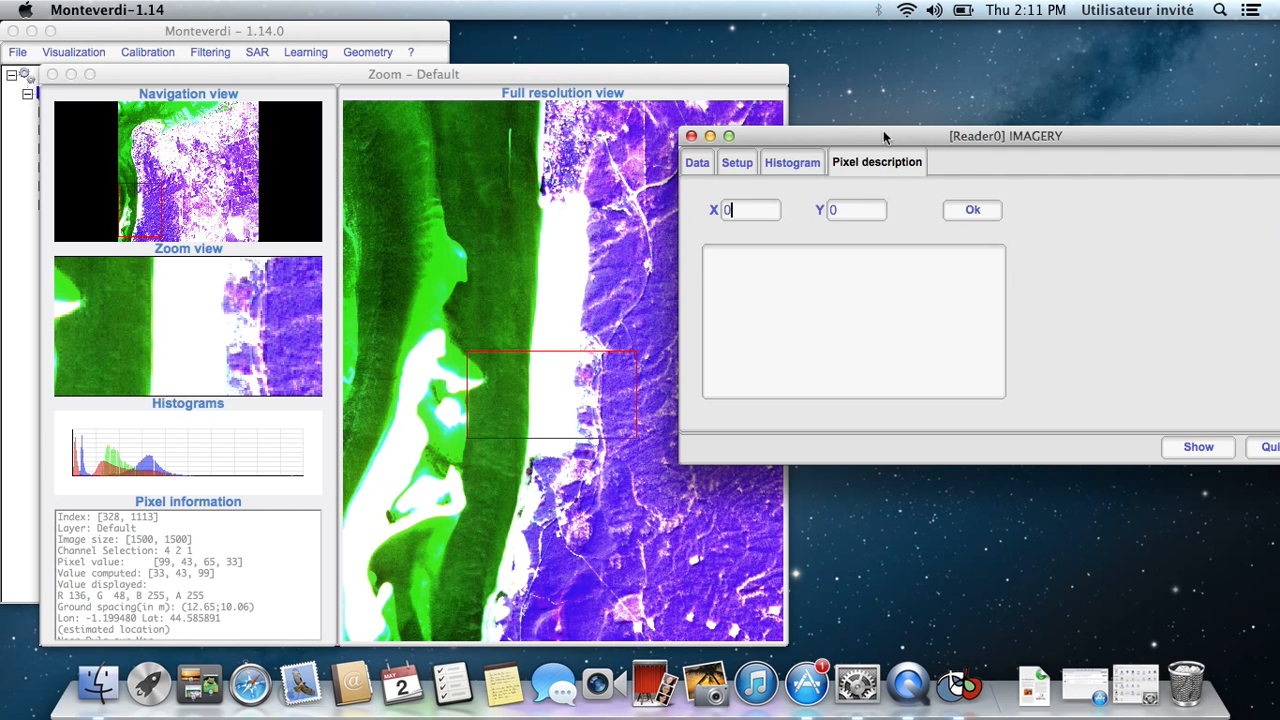 Monteverdi-1.14
Thu 2:11 PM Utilisateur invité
Monteverdi - 1.14.0
File Visualization Calibration Filtering SAR Learning Geometry ?
Zoom - Default
Navigation view
Full resolution view
Zoom view
Histograms
Pixel information
Index: [328, 1113]
Layer: Default
Image size: [1500, 1500]
Channel Selection: 4 2 1
Pixel value: [99, 43, 65, 33]
Value computed: [33, 43, 99]
Value displayed:
R 136, G 48, B 255, A 255
Ground spacing(in m): (12.65;10.06)
Lon: -1.199480 Lat: 44.585891
(estimated location)
[Reader0] IMAGERY
Data Setup Histogram Pixel description
X 0 Y 0 Ok
Show Qui
MAY
2
1